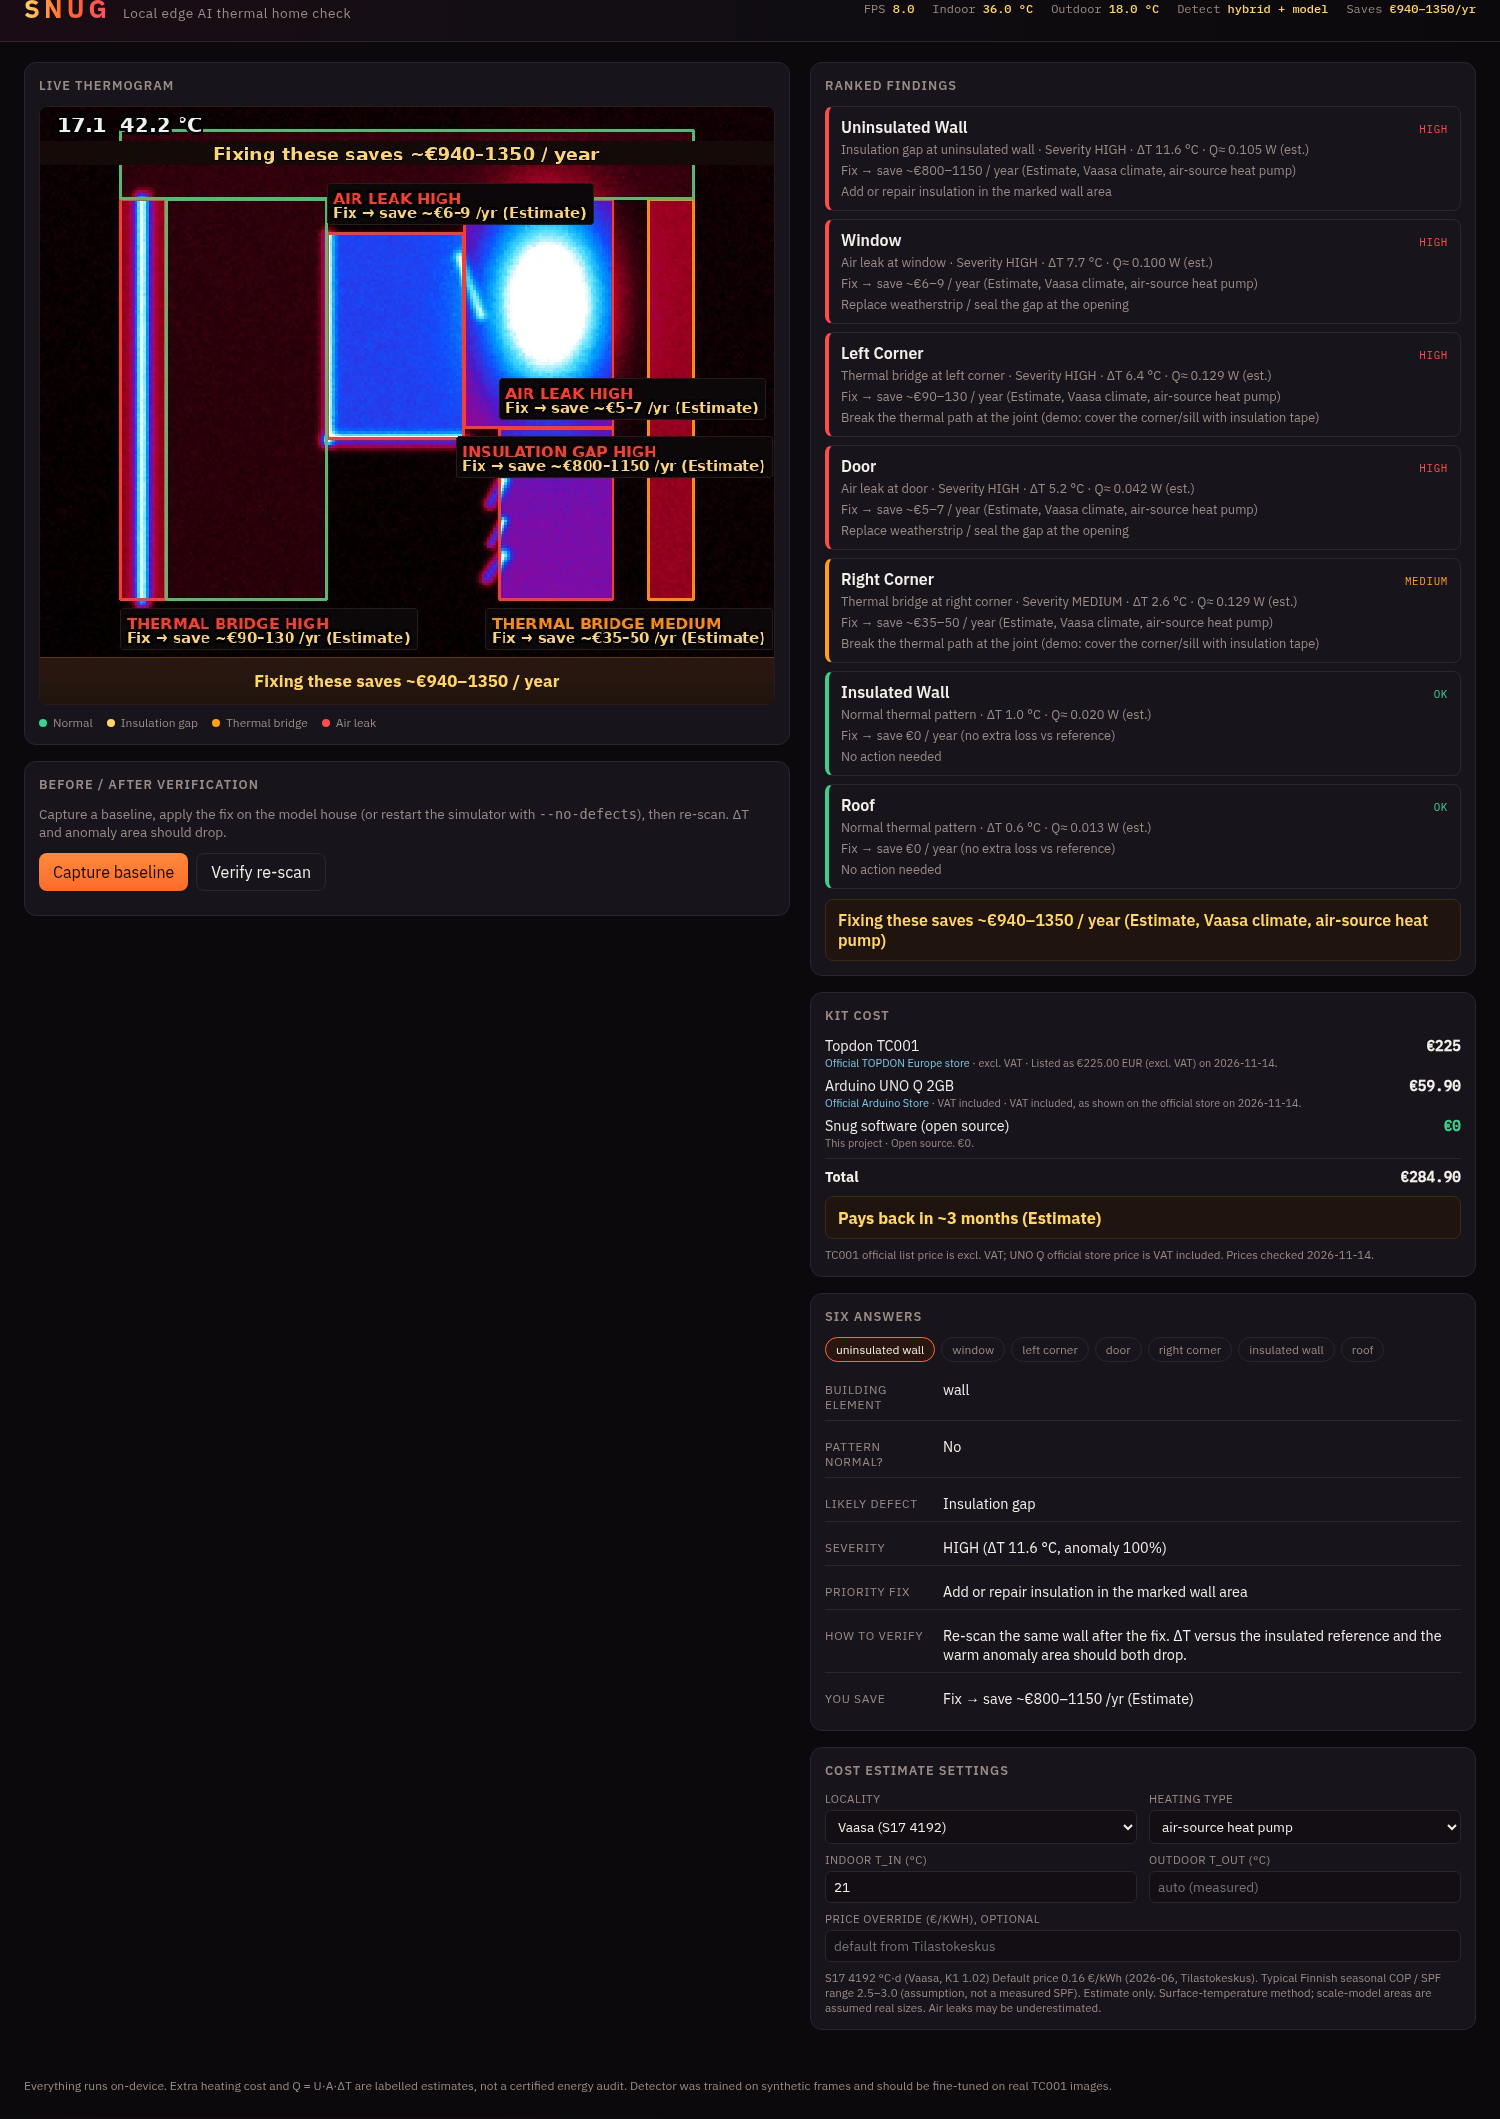 SNUG Local edge AI thermal home check
FPS 8.0 Indoor 36.0 °C Outdoor 18.0 °C Detect hybrid + model Saves €940–1350/yr
LIVE THERMOGRAM
17.1 42.2 °C
Fixing these saves ~€940–1350 / year
AIR LEAK HIGH
Fix → save ~€6–9 /yr (Estimate)
AIR LEAK HIGH
Fix → save ~€5–7 /yr (Estimate)
INSULATION GAP HIGH
Fix → save ~€800–1150 /yr (Estimate)
THERMAL BRIDGE HIGH
Fix → save ~€90–130 /yr (Estimate)
THERMAL BRIDGE MEDIUM
Fix → save ~€35–50 /yr (Estimate)
Fixing these saves ~€940–1350 / year
Normal Insulation gap Thermal bridge Air leak
BEFORE / AFTER VERIFICATION
Capture a baseline, apply the fix on the model house (or restart the simulator with --no-defects), then re-scan. ΔT
and anomaly area should drop.
Capture baseline Verify re-scan
RANKED FINDINGS
Uninsulated Wall HIGH
Insulation gap at uninsulated wall · Severity HIGH · ΔT 11.6 °C · Q≈ 0.105 W (est.)
Fix → save ~€800–1150 / year (Estimate, Vaasa climate, air-source heat pump)
Add or repair insulation in the marked wall area
Window HIGH
Air leak at window · Severity HIGH · ΔT 7.7 °C · Q≈ 0.100 W (est.)
Fix → save ~€6–9 / year (Estimate, Vaasa climate, air-source heat pump)
Replace weatherstrip / seal the gap at the opening
Left Corner HIGH
Thermal bridge at left corner · Severity HIGH · ΔT 6.4 °C · Q≈ 0.129 W (est.)
Fix → save ~€90–130 / year (Estimate, Vaasa climate, air-source heat pump)
Break the thermal path at the joint (demo: cover the corner/sill with insulation tape)
Door HIGH
Air leak at door · Severity HIGH · ΔT 5.2 °C · Q≈ 0.042 W (est.)
Fix → save ~€5–7 / year (Estimate, Vaasa climate, air-source heat pump)
Replace weatherstrip / seal the gap at the opening
Right Corner MEDIUM
Thermal bridge at right corner · Severity MEDIUM · ΔT 2.6 °C · Q≈ 0.129 W (est.)
Fix → save ~€35–50 / year (Estimate, Vaasa climate, air-source heat pump)
Break the thermal path at the joint (demo: cover the corner/sill with insulation tape)
Insulated Wall OK
Normal thermal pattern · ΔT 1.0 °C · Q≈ 0.020 W (est.)
Fix → save €0 / year (no extra loss vs reference)
No action needed
Roof OK
Normal thermal pattern · ΔT 0.6 °C · Q≈ 0.013 W (est.)
Fix → save €0 / year (no extra loss vs reference)
No action needed
Fixing these saves ~€940–1350 / year (Estimate, Vaasa climate, air-source heat
pump)
KIT COST
Topdon TC001 €225
Official TOPDON Europe store · excl. VAT · Listed as €225.00 EUR (excl. VAT) on 2026-11-14.
Arduino UNO Q 2GB €59.90
Official Arduino Store · VAT included · VAT included, as shown on the official store on 2026-11-14.
Snug software (open source) €0
This project · Open source. €0.
Total €284.90
Pays back in ~3 months (Estimate)
TC001 official list price is excl. VAT; UNO Q official store price is VAT included. Prices checked 2026-11-14.
SIX ANSWERS
uninsulated wall window left corner door right corner insulated wall roof
BUILDING ELEMENT wall
PATTERN NORMAL? No
LIKELY DEFECT Insulation gap
SEVERITY HIGH (ΔT 11.6 °C, anomaly 100%)
PRIORITY FIX Add or repair insulation in the marked wall area
HOW TO VERIFY Re-scan the same wall after the fix. ΔT versus the insulated reference and the
warm anomaly area should both drop.
YOU SAVE Fix → save ~€800–1150 /yr (Estimate)
COST ESTIMATE SETTINGS
LOCALITY HEATING TYPE
Vaasa (S17 4192) air-source heat pump
INDOOR T_IN (°C) OUTDOOR T_OUT (°C)
21 auto (measured)
PRICE OVERRIDE (€/KWH), OPTIONAL
default from Tilastokeskus
S17 4192 °C·d (Vaasa, K1 1.02) Default price 0.16 €/kWh (2026-06, Tilastokeskus). Typical Finnish seasonal COP / SPF
range 2.5–3.0 (assumption, not a measured SPF). Estimate only. Surface-temperature method; scale-model areas are
assumed real sizes. Air leaks may be underestimated.
Everything runs on-device. Extra heating cost and Q = U·A·ΔT are labelled estimates, not a certified energy audit. Detector was trained on synthetic frames and should be fine-tuned on real TC001 images.